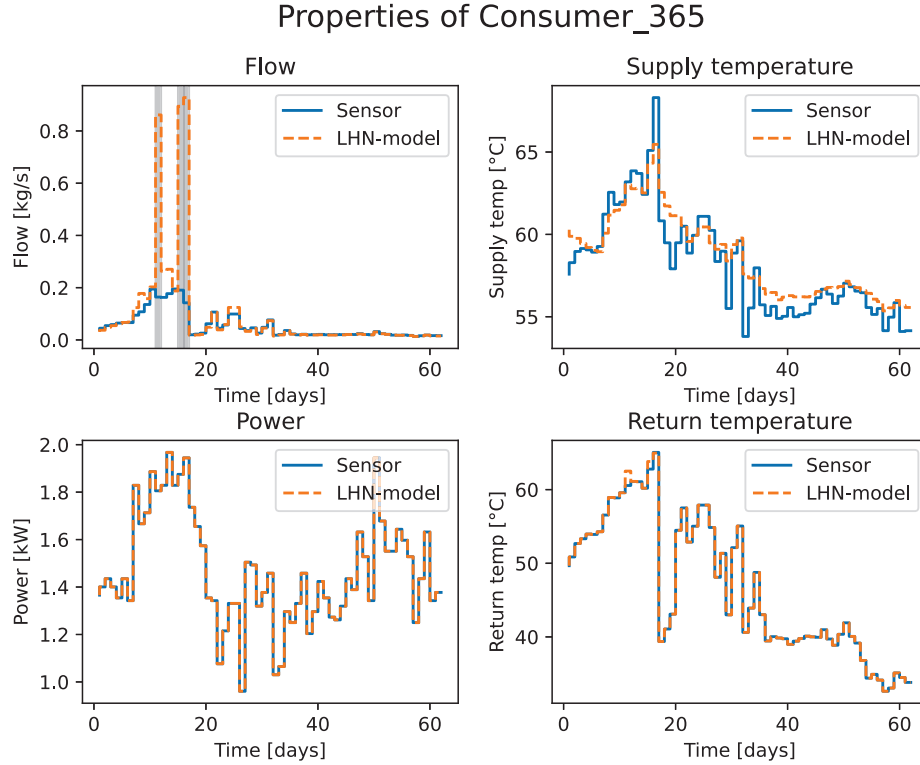 Properties of Consumer_365
Flow
Sensor
LHN-model
0.8
0.6
0.4
0.2
0.0
Flow [kg/s]
0
20
40
60
Time [days]
Supply temperature
Sensor
LHN-model
65
60
55
Supply temp [°C]
0
20
40
60
Time [days]
Power
Sensor
LHN-model
2.0
1.8
1.6
1.4
1.2
1.0
Power [kW]
0
20
40
60
Time [days]
Return temperature
Sensor
LHN-model
60
50
40
Return temp [°C]
0
20
40
60
Time [days]